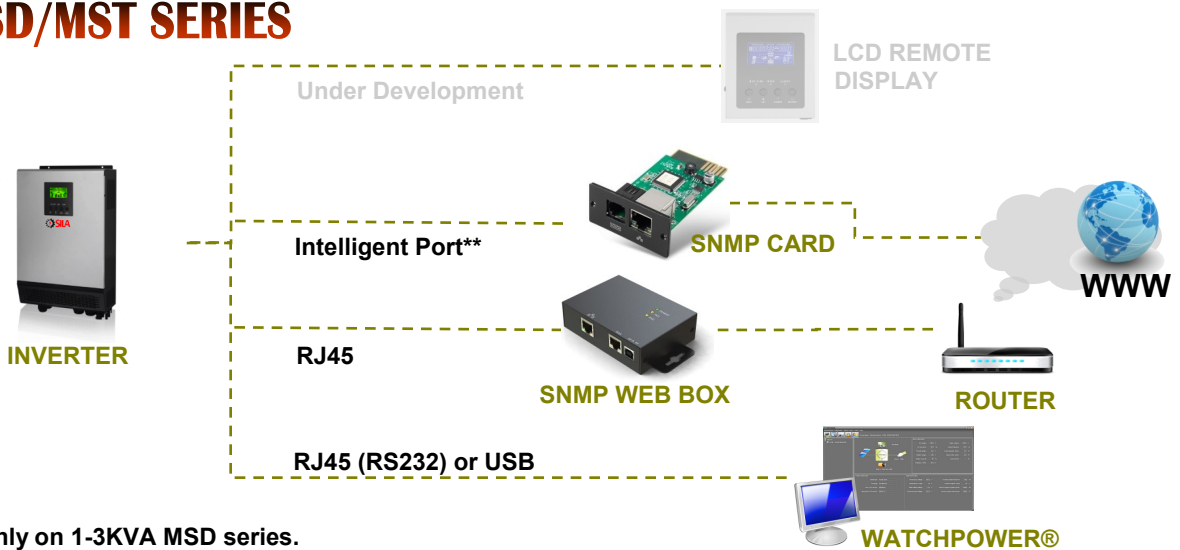 SD/MST SERIES
LCD REMOTE
DISPLAY
Under Development
SILA
Intelligent Port**
SNMP CARD
WWW
INVERTER
RJ45
SNMP WEB BOX
ROUTER
RJ45 (RS232) or USB
WATCHPOWER®
nly on 1-3KVA MSD series.